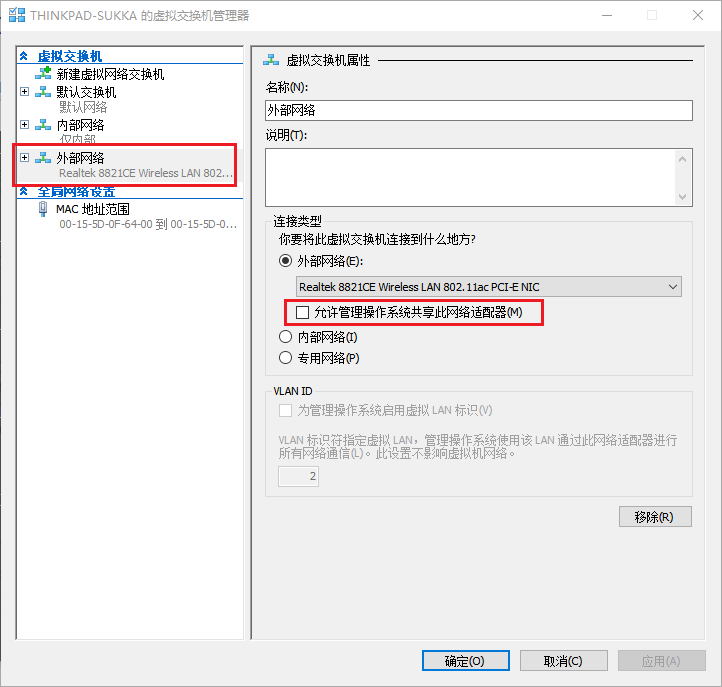 THINKPAD-SUKKA 的虚拟交换机管理器
虚拟交换机
新建虚拟网络交换机
默认交换机
默认网络
内部网络
仅内部
外部网络
Realtek 8821CE Wireless LAN 802...
全局网络设置
MAC 地址范围
00-15-5D-0F-64-00 到 00-15-5D-0...
虚拟交换机属性
名称(N):
外部网络
说明(T):
连接类型
你要将此虚拟交换机连接到什么地方?
外部网络(E):
Realtek 8821CE Wireless LAN 802.11ac PCI-E NIC
允许管理操作系统共享此网络适配器(M)
内部网络(I)
专用网络(P)
VLAN ID
为管理操作系统启用虚拟 LAN 标识(V)
VLAN 标识符指定虚拟 LAN，管理操作系统使用该 LAN 通过此网络适配器进行
所有网络通信(L)。此设置不影响虚拟机网络。
2
移除(R)
确定(O)
取消(C)
应用(A)